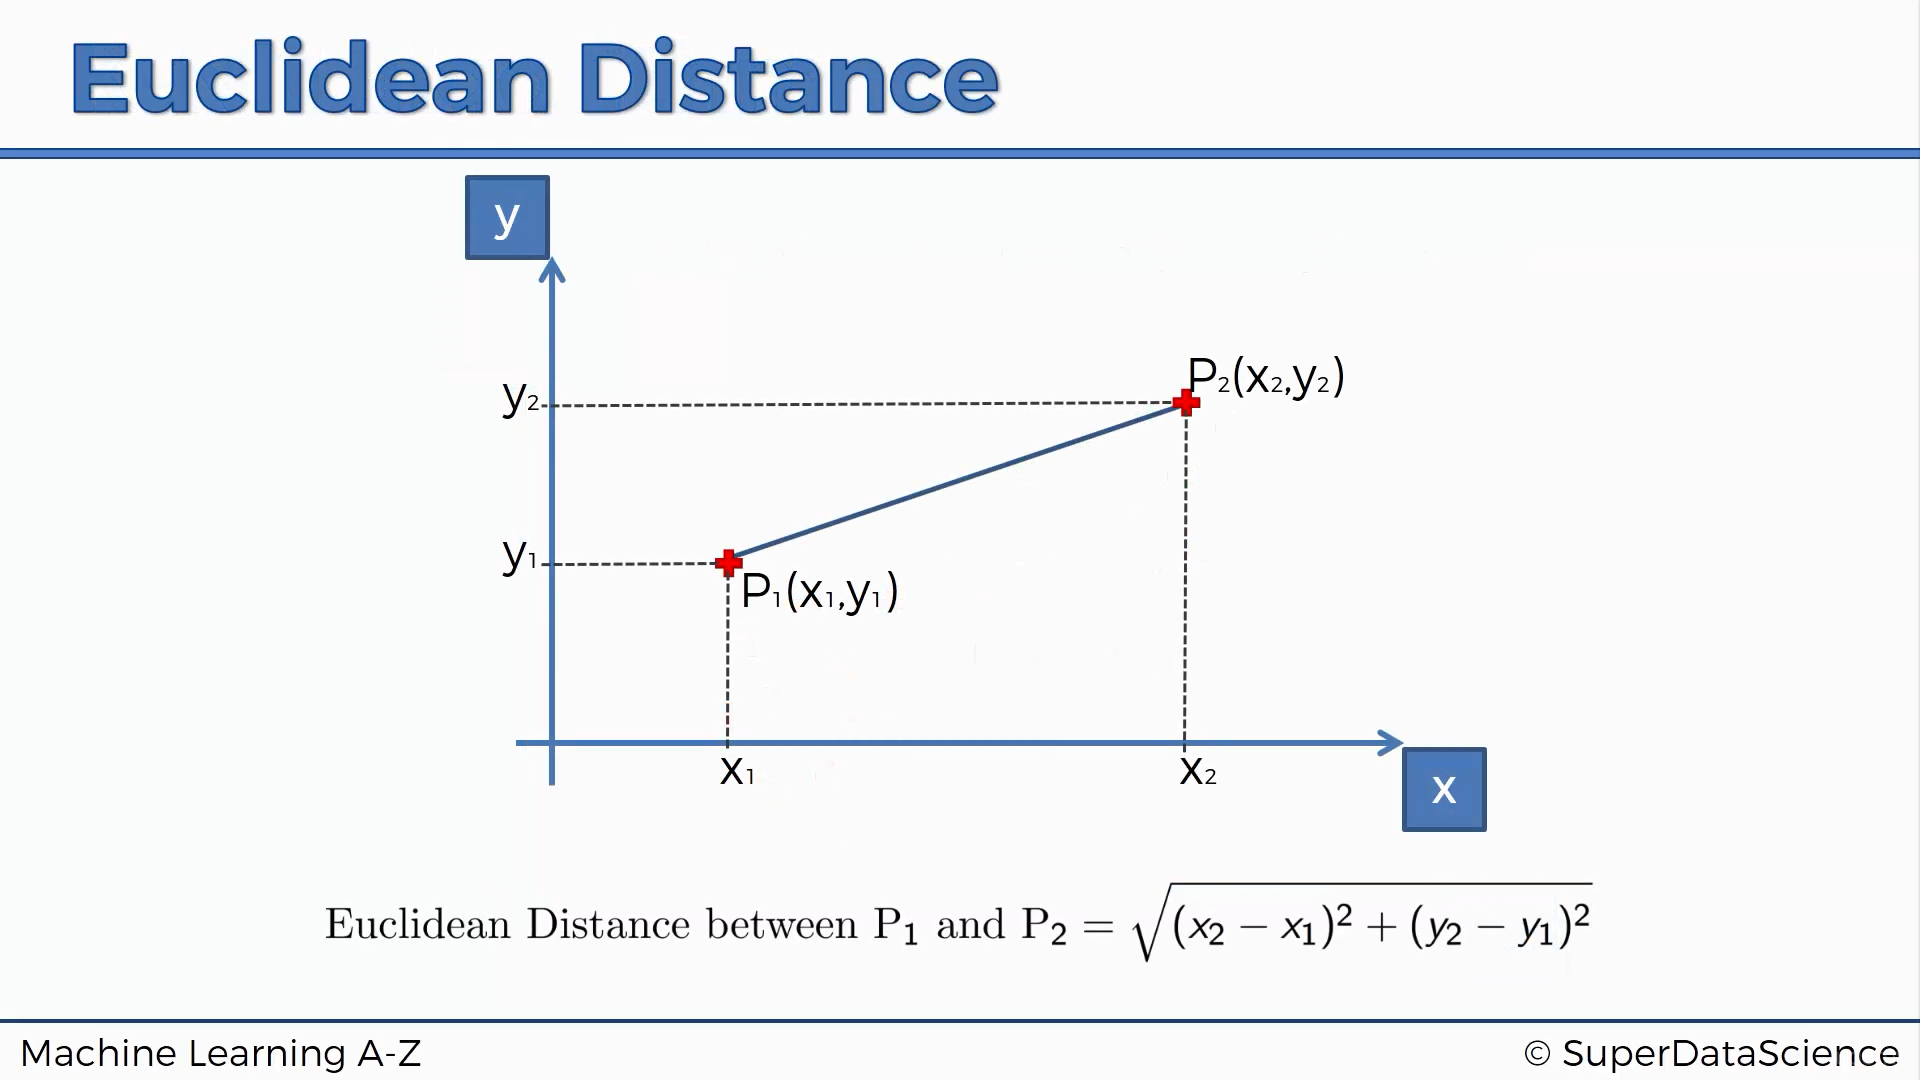 Euclidean Distance
y
P₂(x₂,y₂)
y₂
y₁
P₁(x₁,y₁)
x₁
x₂
x
Euclidean Distance between P₁ and P₂ = √(x₂ − x₁)² + (y₂ − y₁)²
Machine Learning A-Z
© SuperDataScience